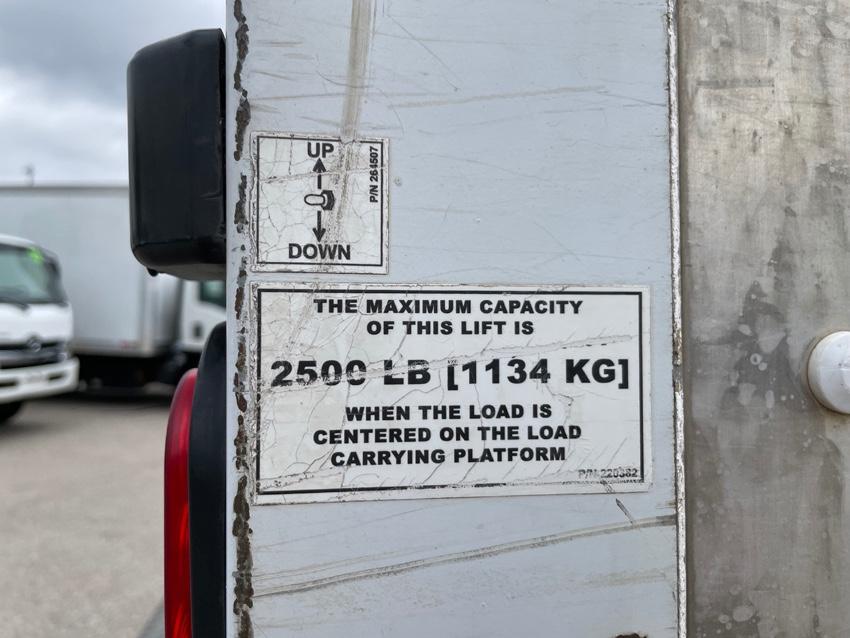 UP
P/N 264507
DOWN
THE MAXIMUM CAPACITY
OF THIS LIFT IS
2500 LB [1134 KG]
WHEN THE LOAD IS
CENTERED ON THE LOAD
CARRYING PLATFORM
P/N 220382